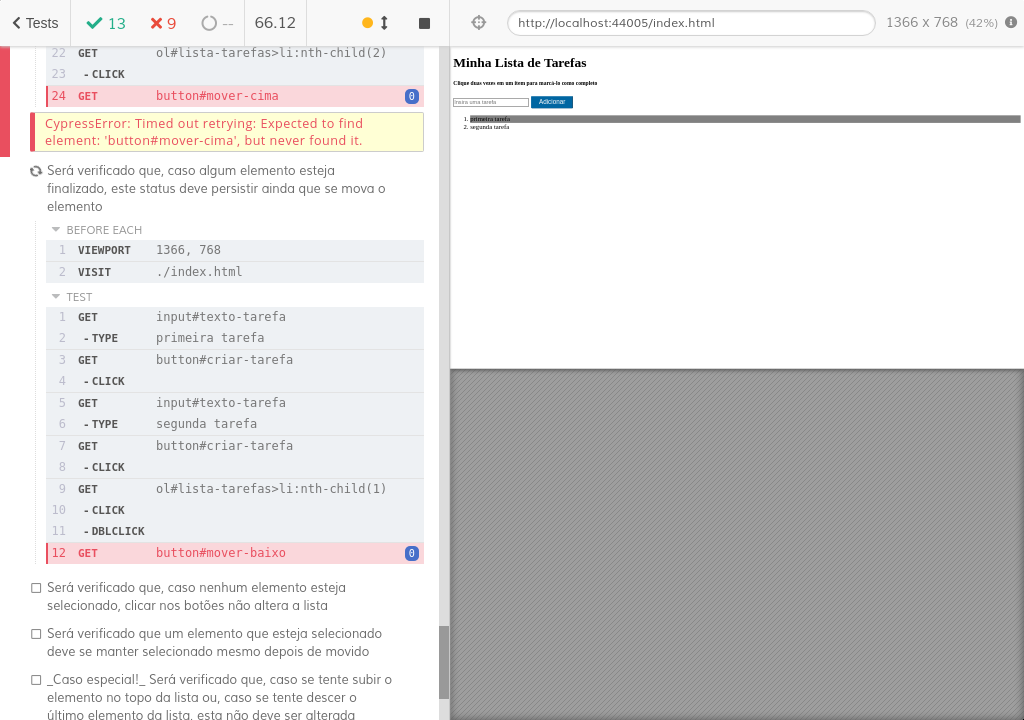 Tests
13
9
--
66.12
http://localhost:44005/index.html
1366 x 768 (42%)
22 GET ol#lista-tarefas>li:nth-child(2)
23 - CLICK
24 GET button#mover-cima 0
CypressError: Timed out retrying: Expected to find
element: 'button#mover-cima', but never found it.
Será verificado que, caso algum elemento esteja
finalizado, este status deve persistir ainda que se mova o
elemento
BEFORE EACH
1 VIEWPORT 1366, 768
2 VISIT ./index.html
TEST
1 GET input#texto-tarefa
2 - TYPE primeira tarefa
3 GET button#criar-tarefa
4 - CLICK
5 GET input#texto-tarefa
6 - TYPE segunda tarefa
7 GET button#criar-tarefa
8 - CLICK
9 GET ol#lista-tarefas>li:nth-child(1)
10 - CLICK
11 - DBLCLICK
12 GET button#mover-baixo 0
Será verificado que, caso nenhum elemento esteja
selecionado, clicar nos botões não altera a lista
Será verificado que um elemento que esteja selecionado
deve se manter selecionado mesmo depois de movido
_Caso especial!_ Será verificado que, caso se tente subir o
elemento no topo da lista ou, caso se tente descer o
último elemento da lista, esta não deve ser alterada
Minha Lista de Tarefas
Clique duas vezes em um item para marcá-lo como completo
Insira uma tarefa
Adicionar
1. primeira tarefa
2. segunda tarefa